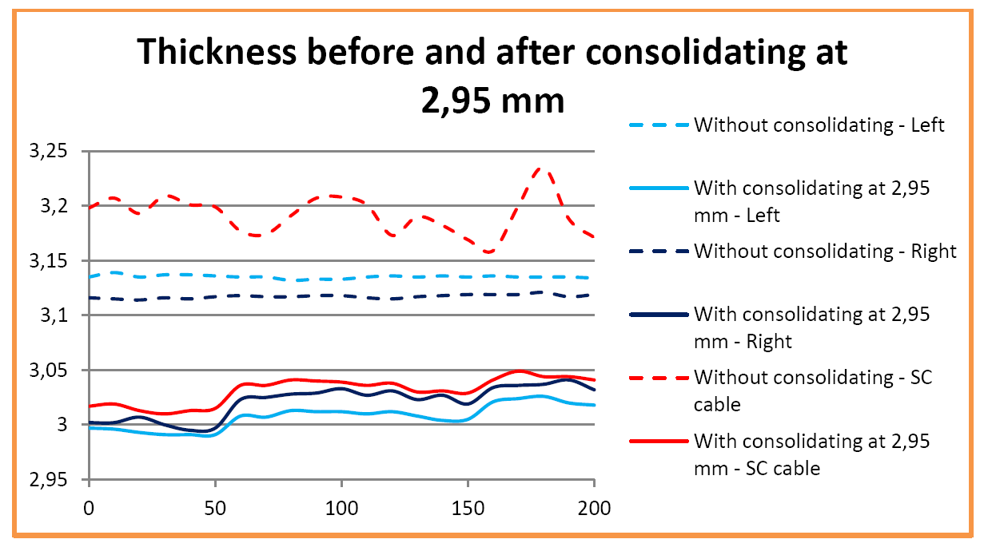 Thickness before and after consolidating at
2,95 mm
Without consolidating - Left
With consolidating at 2,95
mm - Left
Without consolidating - Right
With consolidating at 2,95
mm - Right
Without consolidating - SC
cable
With consolidating at 2,95
mm - SC cable
3,25
3,2
3,15
3,1
3,05
3
2,95
0 50 100 150 200